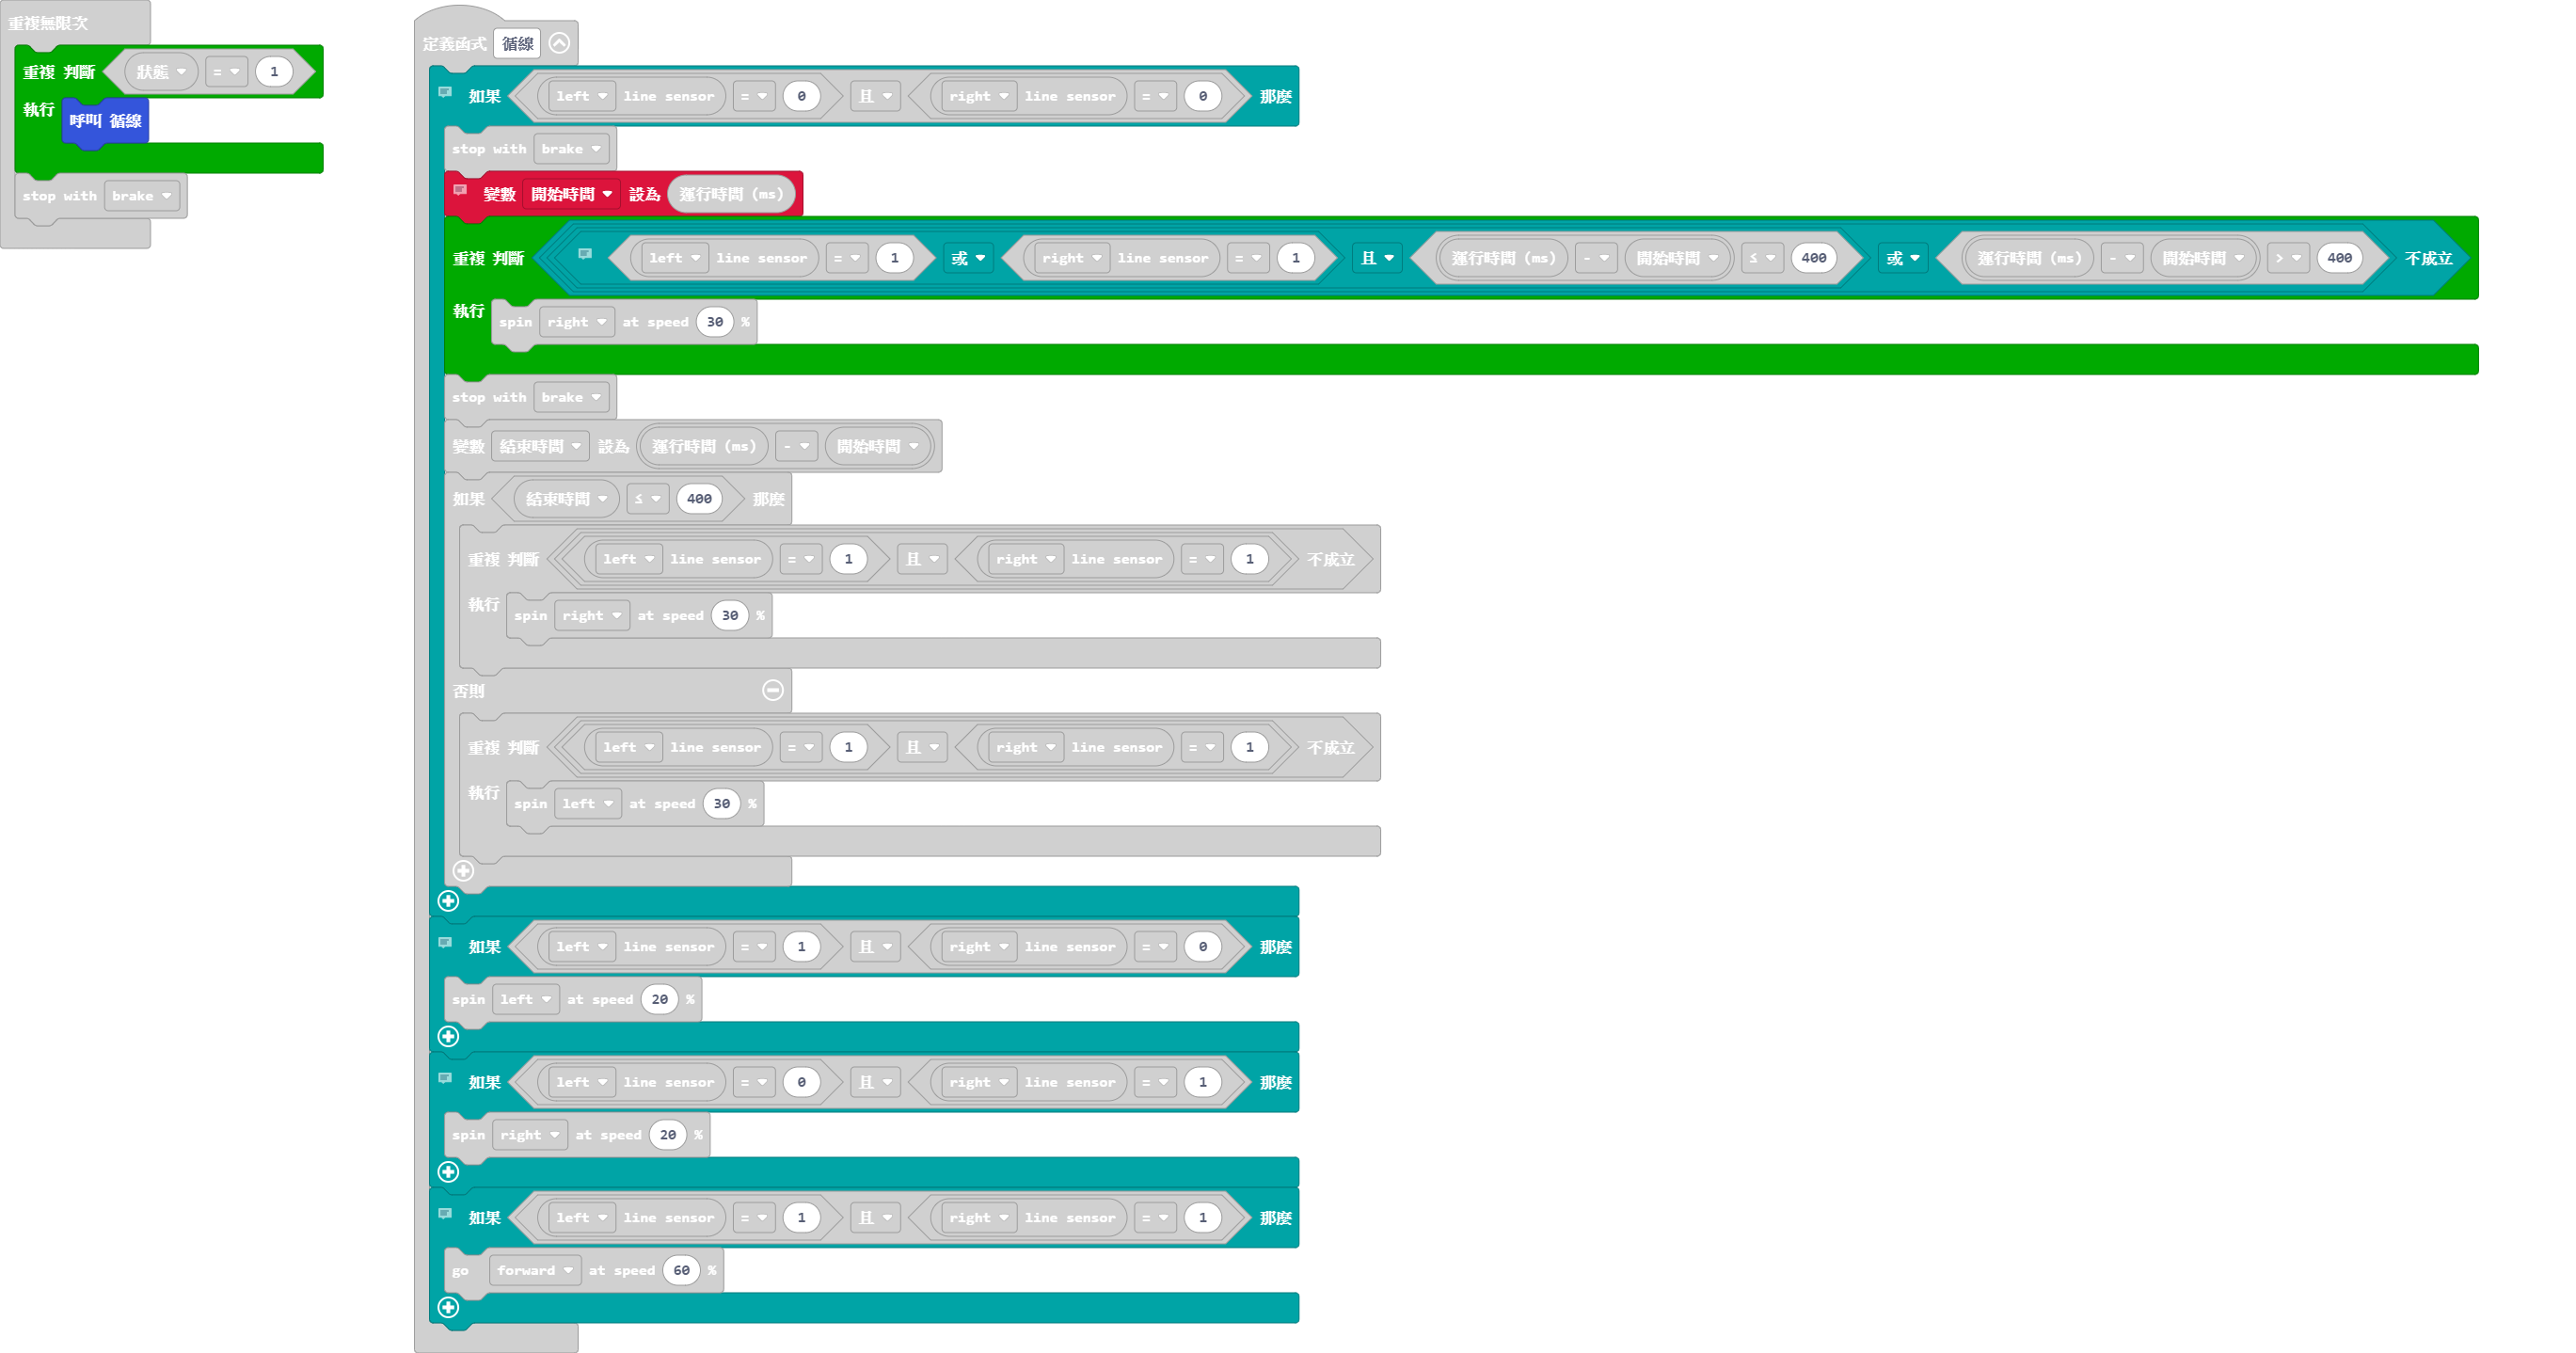 重複無限次
重複 判斷 狀態 = 1
執行 呼叫 循線
stop with brake
定義函式 循線
如果 left line sensor = 0 且 right line sensor = 0 那麼
stop with brake
變數 開始時間 設為 運行時間 (ms)
重複 判斷 left line sensor = 1 或 right line sensor = 1 且 運行時間 (ms) - 開始時間 ≤ 400 或 運行時間 (ms) - 開始時間 > 400 不成立
執行 spin right at speed 30 %
stop with brake
變數 結束時間 設為 運行時間 (ms) - 開始時間
如果 結束時間 ≤ 400 那麼
重複 判斷 left line sensor = 1 且 right line sensor = 1 不成立
執行 spin right at speed 30 %
否則
重複 判斷 left line sensor = 1 且 right line sensor = 1 不成立
執行 spin left at speed 30 %
如果 left line sensor = 1 且 right line sensor = 0 那麼
spin left at speed 20 %
如果 left line sensor = 0 且 right line sensor = 1 那麼
spin right at speed 20 %
如果 left line sensor = 1 且 right line sensor = 1 那麼
go forward at speed 60 %